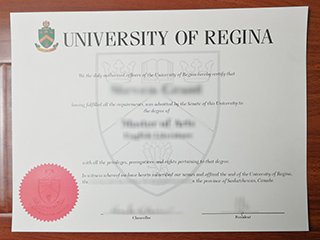 UNIVERSITY OF REGINA
We the duly authorized officers of the University of Regina hereby certify that
having fulfilled all the requirements, was admitted by the Senate of this University to
the degree of
Master of Arts
with all the privileges, prerogatives and rights pertaining to that degree.
In witness whereof we have hereto subscribed our names and affixed the seal of the University of Regina,
the
n the province of Saskatchewan, Canada
Chancellor
President